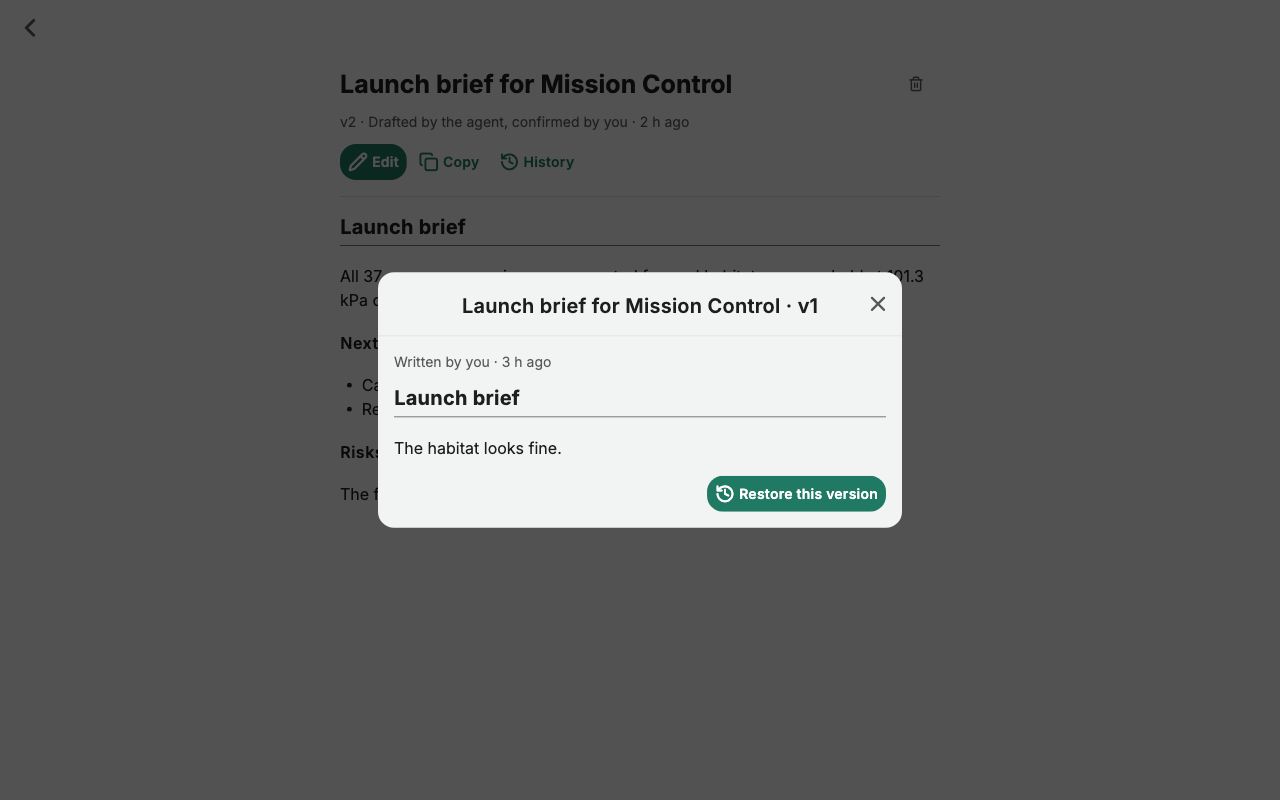 Launch brief for Mission Control
v2 · Drafted by the agent, confirmed by you · 2 h ago
Edit Copy History
Launch brief
All 37
kPa
Next
Risks
The
Launch brief for Mission Control · v1
Written by you · 3 h ago
Launch brief
The habitat looks fine.
Restore this version